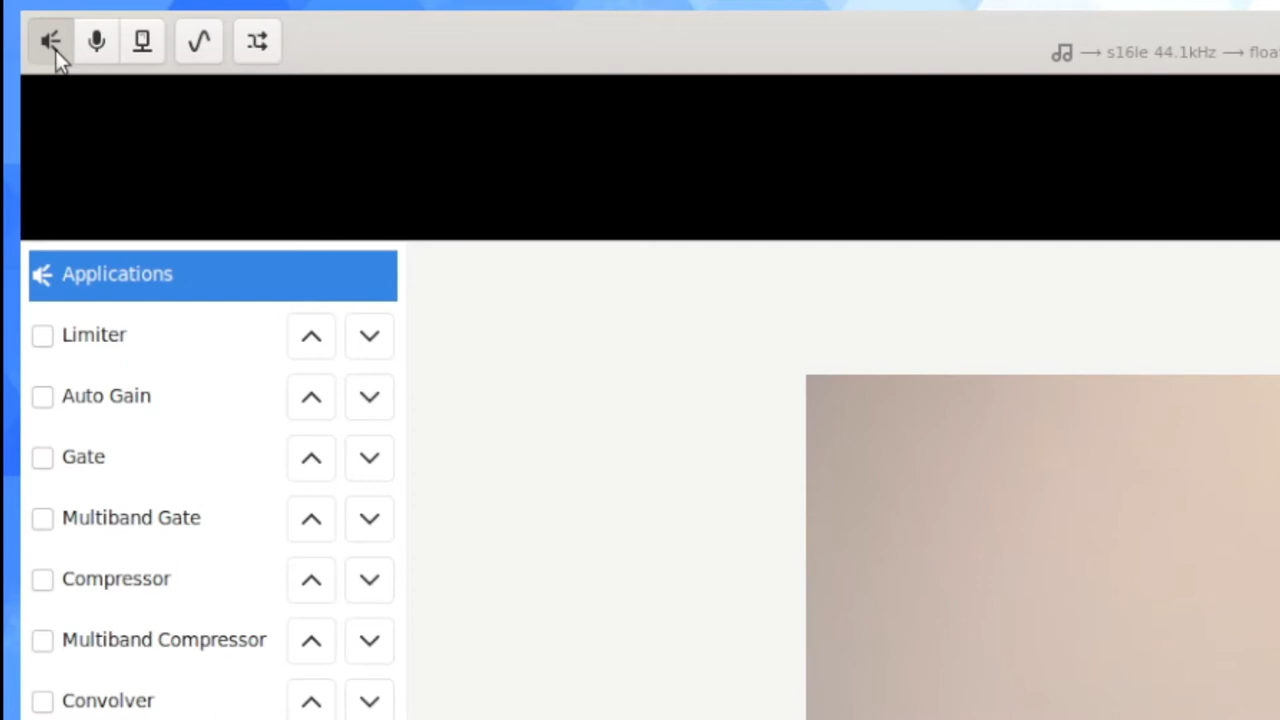 s16le 44.1kHz
Applications
Limiter
Auto Gain
Gate
Multiband Gate
Compressor
Multiband Compressor
Convolver